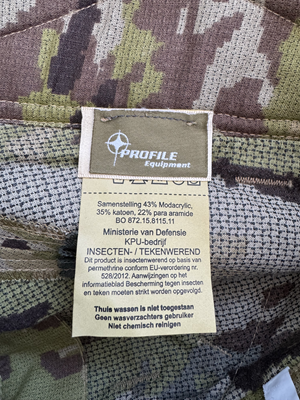 PROFILE
Equipment
Samenstelling 43% Modacrylic,
35% katoen, 22% para aramide
BO 872.15.8115.11
Ministerie van Defensie
KPU-bedrijf
INSECTEN- / TEKENWEREND
Dit product is insectenwerend op basis van
permethrine conform EU-verordering nr.
528/2012. Aanwijzingen op het
informatieblad Bescherming tegen insecten
en teken moeten strikt worden opgevolgd.
Thuis wassen is niet toegestaan
Geen wasverzachters gebruiker
Niet chemisch reinigen